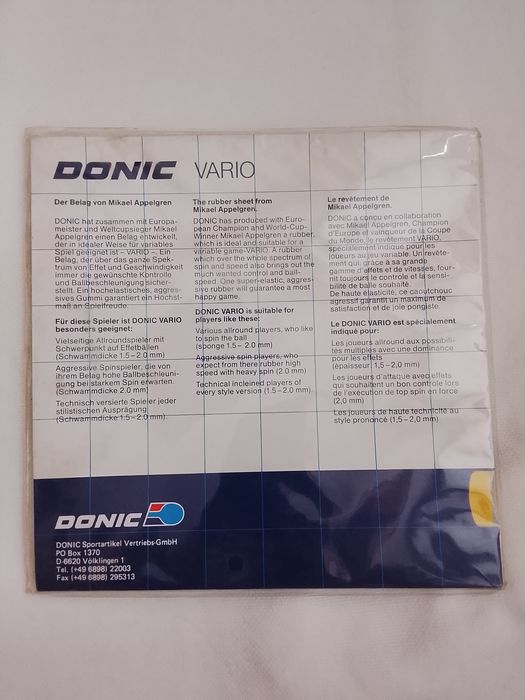 DONIC VARIO
Der Belag von Mikael Appelgren
DONIC hat zusammen mit Europa-
meister und Weltcupsieger Mikael
Appelgren einen Belag entwickelt,
der in idealer Weise für variables
Spiel geeignet ist – VARIO –. Ein
Belag, der über das ganze Spek-
trum von Effet und Geschwindigkeit
immer die gewünschte Kontrolle
und Ballbeschleunigung sicher-
stellt. Ein hochelastisches, aggres-
sives Gummi garantiert ein Höchst-
maß an Spielfreude.
Für diese Spieler ist DONIC VARIO
besonders geeignet:
Vielseitige Allroundspieler mit
Schwerpunkt auf Effetbällen
(Schwammdicke 1.5–2.0 mm)
Aggressive Spinspieler, die von
ihrem Belag hohe Ballbeschleuni-
gung bei starkem Spin erwarten.
(Schwammdicke 2.0 mm)
Technisch versierte Spieler jeder
stilistischen Ausprägung
(Schwammdicke 1.5–2.0 mm).
The rubber sheet from
Mikael Appelgren.
DONIC has produced with Euro-
pean Champion and World-Cup-
Winner Mikael Appelgren a rubber,
which is ideal and suitable for a
variable game-VARIO. A rubber
which over the whole spectrum of
spin and speed also brings out the
much wanted control and ball-
speed. One super-elastic, aggres-
sive rubber will guarantee a most
happy game.
DONIC VARIO is suitable for
players like these:
Various allround players, who like
to spin the ball
(sponge 1.5–2.0 mm)
Aggressive spin players, who
expect from there rubber high
speed with heavy spin (2.0 mm)
Technical incleined players of
every style version (1.5–2.0 mm)
Le revêtement de
Mikael Appelgren.
DONIC a conçu en collaboration
avec Mikael Appelgren, Champion
d'Europe et vainqueur de la Coupe
du Monde, le revêtement VARIO,
spécialement indiqué pour les
joueurs au jeu variable. Un revête-
ment qui, grâce à sa grande
gamme d'effets et de vitesses, four-
nit toujours le contrôle et la sensi-
bilité de balle souhaité.
De haute élasticité, ce caoutchouc
agressif garantit un maximum de
satisfaction et de joie pongiste.
Le DONIC VARIO est spécialement
indiqué pour:
Les joueurs allround aux possibili-
tés multiples avec une dominance
pour les effets
(épaisseur 1,5–2,0 mm)
Les joueurs d'attaque avec effets
qui souhaitent un bon contrôle lors
de l'exécution de top spin en force
(2,0 mm)
Les joueurs de haute technicité au
style prononcé (1,5–2,0 mm)
DONIC
DONIC Sportartikel Vertriebs-GmbH
PO Box 1370
D-6620 Völklingen 1
Tel. (+49 6898) 22003
Fax (+49 6898) 295313